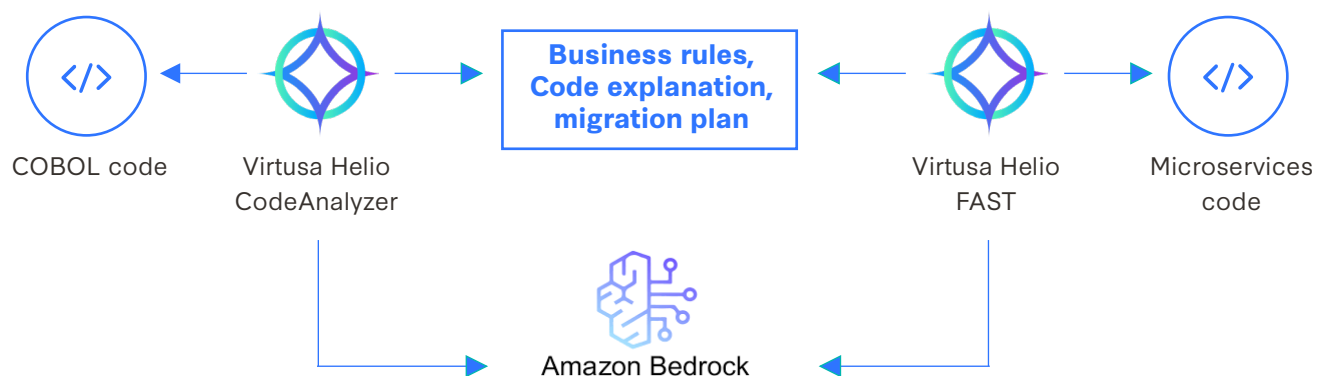 </>
Business rules,
Code explanation,
migration plan
</>
COBOL code
Virtusa Helio
CodeAnalyzer
Virtusa Helio
FAST
Microservices
code
Amazon Bedrock